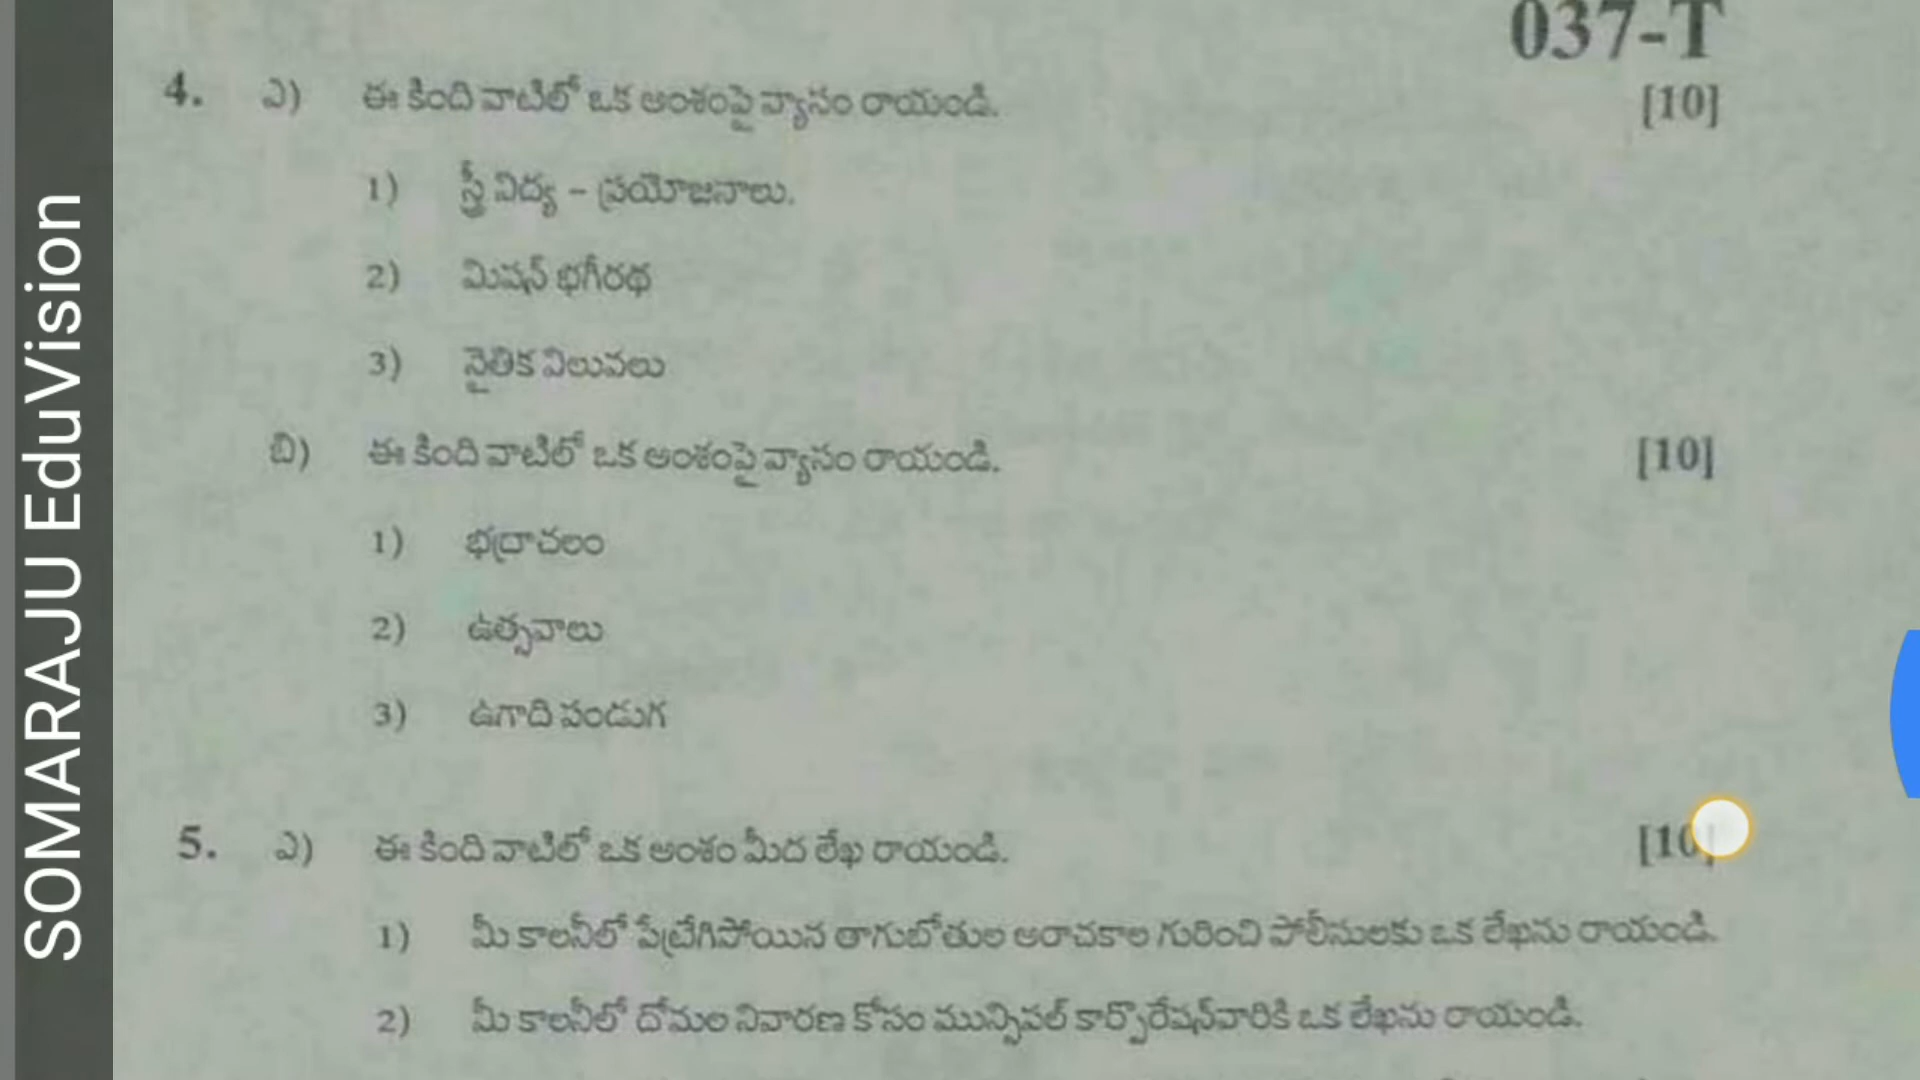 SOMARAJU EduVision
037-T
4. ఎ) ఈ కింది వాటిలో ఒక అంశంపై వ్యాసం రాయండి. [10]
1) స్త్రీ విద్య – ప్రయోజనాలు.
2) మిషన్ భగీరథ
3) నైతిక విలువలు
బి) ఈ కింది వాటిలో ఒక అంశంపై వ్యాసం రాయండి. [10]
1) భద్రాచలం
2) ఉత్సవాలు
3) ఉగాది పండుగ
5. ఎ) ఈ కింది వాటిలో ఒక అంశం మీద లేఖ రాయండి. [10]
1) మీ కాలనీలో పేట్రేగిపోయిన తాగుబోతుల అరాచకాల గురించి పోలీసులకు ఒక లేఖను రాయండి.
2) మీ కాలనీలో దోమల నివారణ కోసం మున్సిపల్ కార్పొరేషన్‌వారికి ఒక లేఖను రాయండి.